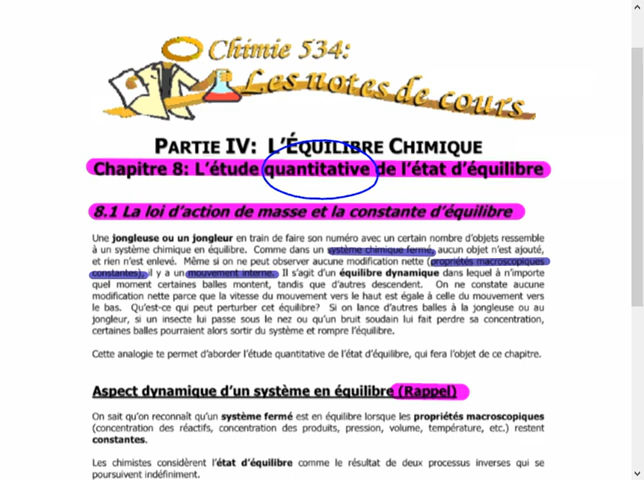 Chimie 534:
Les notes de cours
PARTIE IV: L'ÉQUILIBRE CHIMIQUE
Chapitre 8: L'étude quantitative de l'état d'équilibre
8.1 La loi d'action de masse et la constante d'équilibre
Une jongleuse ou un jongleur en train de faire son numéro avec un certain nombre d'objets ressemble
à un système chimique en équilibre. Comme dans un système chimique fermé, aucun objet n'est ajouté,
et rien n'est enlevé. Même si on ne peut observer aucune modification nette (propriétés macroscopiques
constantes), il y a un mouvement interne. Il s'agit d'un équilibre dynamique dans lequel à n'importe
quel moment certaines balles montent, tandis que d'autres descendent. On ne constate aucune
modification nette parce que la vitesse du mouvement vers le haut est égale à celle du mouvement vers
le bas. Qu'est-ce qui peut perturber cet équilibre? Si on lance d'autres balles à la jongleuse ou au
jongleur, si un insecte lui passe sous le nez ou qu'un bruit soudain lui fait perdre sa concentration,
certaines balles pourraient alors sortir du système et rompre l'équilibre.
Cette analogie te permet d'aborder l'étude quantitative de l'état d'équilibre, qui fera l'objet de ce chapitre.
Aspect dynamique d'un système en équilibre (Rappel)
On sait qu'on reconnaît qu'un système fermé est en équilibre lorsque les propriétés macroscopiques
(concentration des réactifs, concentration des produits, pression, volume, température, etc.) restent
constantes.
Les chimistes considèrent l'état d'équilibre comme le résultat de deux processus inverses qui se
poursuivent indéfiniment.